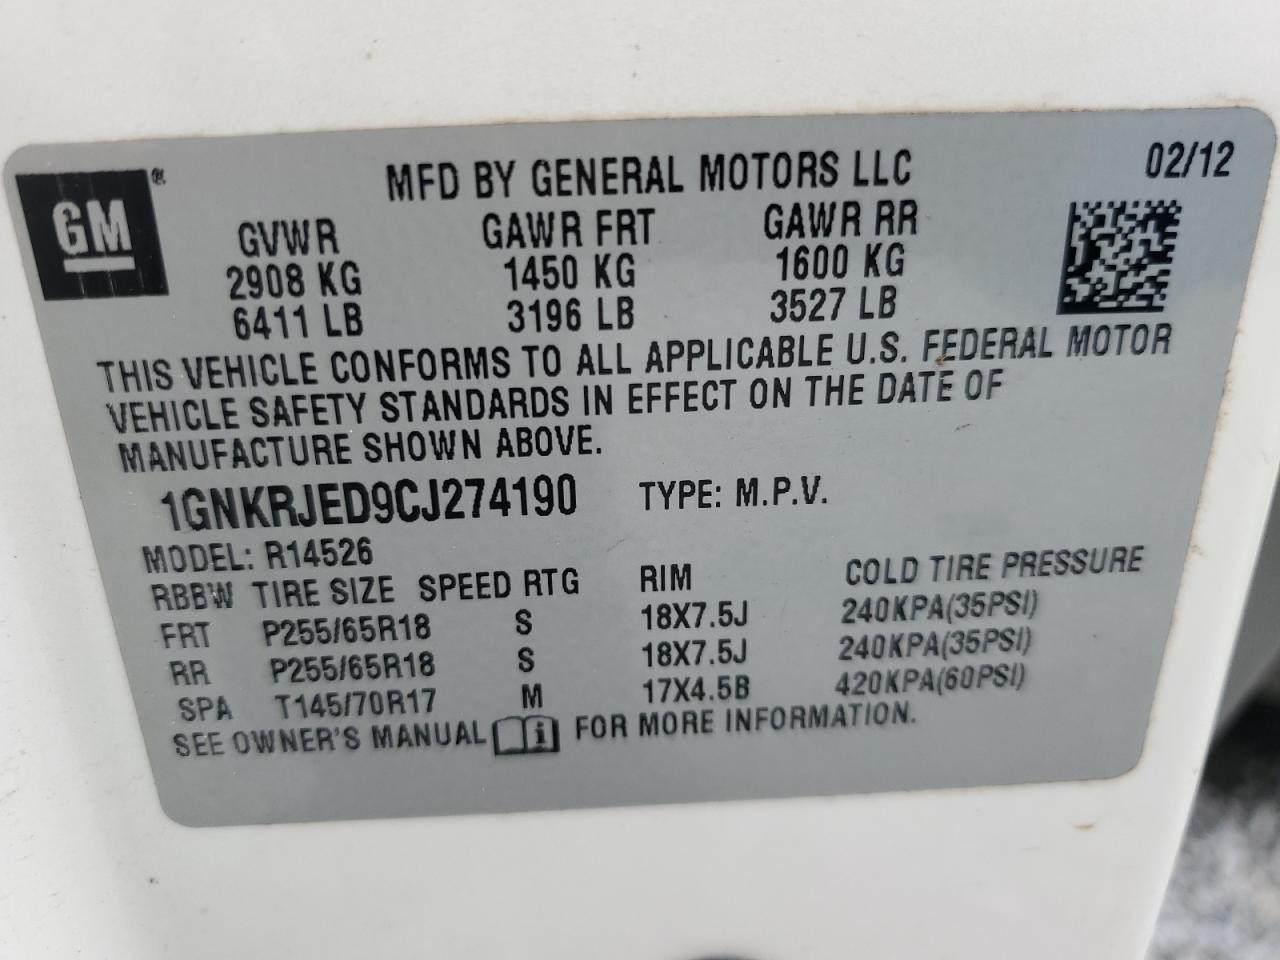 GM ®
MFD BY GENERAL MOTORS LLC 02/12
GVWR GAWR FRT GAWR RR
2908 KG 1450 KG 1600 KG
6411 LB 3196 LB 3527 LB
THIS VEHICLE CONFORMS TO ALL APPLICABLE U.S. FEDERAL MOTOR
VEHICLE SAFETY STANDARDS IN EFFECT ON THE DATE OF
MANUFACTURE SHOWN ABOVE.
1GNKRJED9CJ274190 TYPE: M.P.V.
MODEL: R14526
RBBW TIRE SIZE SPEED RTG RIM COLD TIRE PRESSURE
FRT P255/65R18 S 18X7.5J 240KPA(35PSI)
RR P255/65R18 S 18X7.5J 240KPA(35PSI)
SPA T145/70R17 M 17X4.5B 420KPA(60PSI)
SEE OWNER'S MANUAL i FOR MORE INFORMATION.